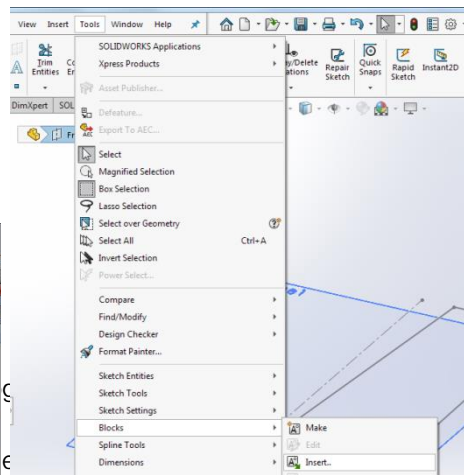 View Insert Tools Window Help
Trim
Entities
Repair
Sketch
Quick
Snaps
Rapid
Sketch
Instant2D
DimXpert SOL
SOLIDWORKS Applications
Xpress Products
Asset Publisher...
Defeature...
Export To AEC...
Select
Magnified Selection
Box Selection
Lasso Selection
Select over Geometry
Select All Ctrl+A
Invert Selection
Power Select...
Compare
Find/Modify
Design Checker
Format Painter...
Sketch Entities
Sketch Tools
Sketch Settings
Blocks
Spline Tools
Dimensions
Make
Edit
Insert...